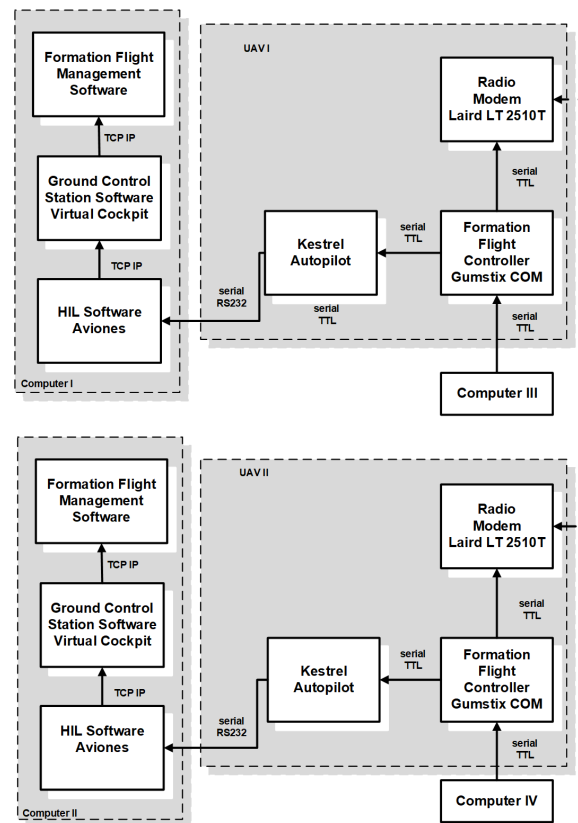 UAV I
Formation Flight
Management
Software
TCP IP
Ground Control
Station Software
Virtual Cockpit
TCP IP
HIL Software
Aviones
Computer I
Radio
Modem
Laird LT 2510T
serial
TTL
Kestrel
Autopilot
serial
TTL
Formation
Flight
Controller
Gumstix COM
serial
RS232
serial
TTL
serial
TTL
Computer III
UAV II
Formation Flight
Management
Software
TCP IP
Ground Control
Station Software
Virtual Cockpit
TCP IP
HIL Software
Aviones
Computer II
Radio
Modem
Laird LT 2510T
serial
TTL
Kestrel
Autopilot
serial
TTL
Formation
Flight
Controller
Gumstix COM
serial
RS232
serial
TTL
Computer IV